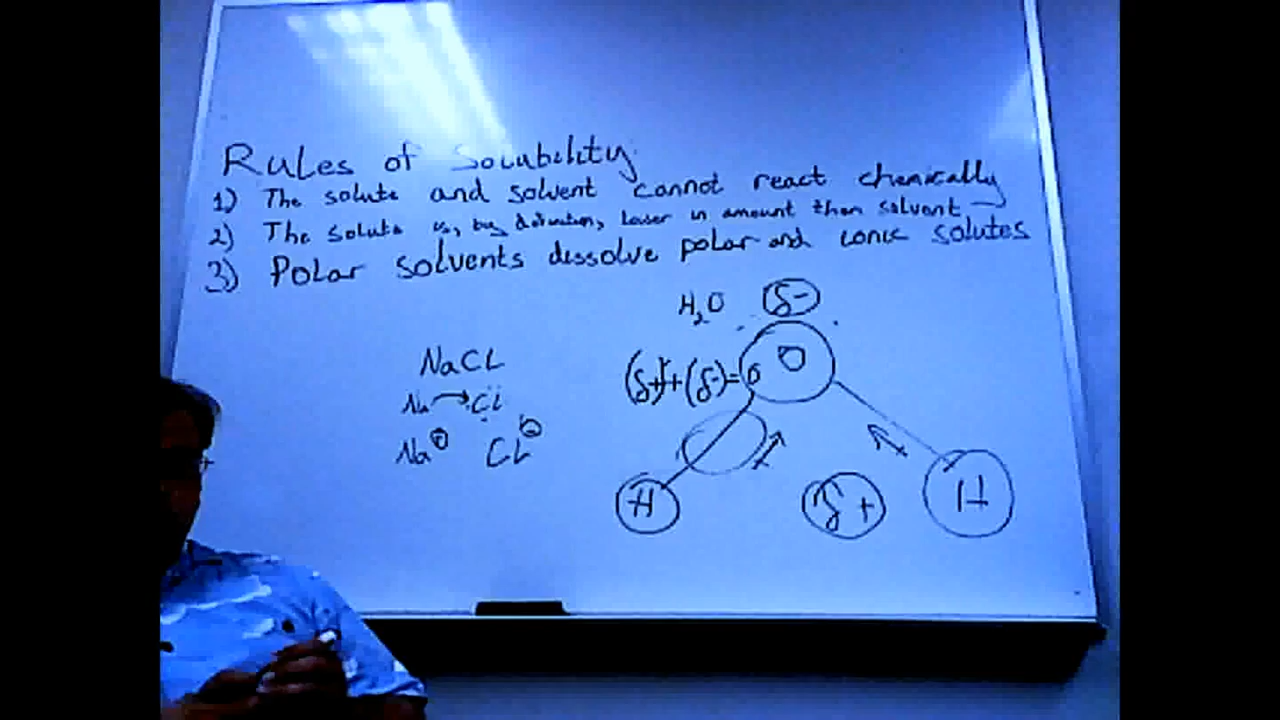 Rules of Solubility
1) The solute and solvent cannot react chemically
2) The solute is, by definition, lesser in amount than solvent
3) Polar solvents dissolve polar and ionic solutes
H₂O δ-
NaCl
(δ+)+(δ-)=0
O
Na Cl
Na⊕ Cl⊖
H δ+ H